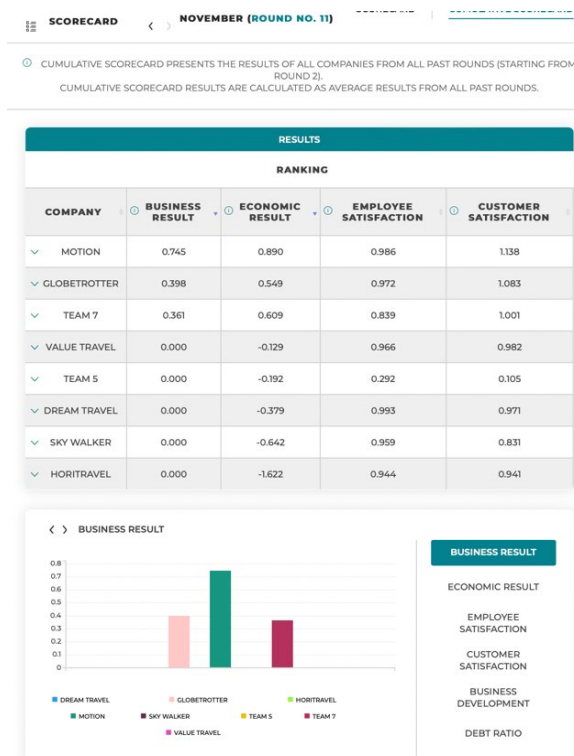 SCORECARD
NOVEMBER (ROUND NO. 11)
CUMULATIVE SCORECARD PRESENTS THE RESULTS OF ALL COMPANIES FROM ALL PAST ROUNDS (STARTING FROM
ROUND 2).
CUMULATIVE SCORECARD RESULTS ARE CALCULATED AS AVERAGE RESULTS FROM ALL PAST ROUNDS.
RESULTS
RANKING
COMPANY BUSINESS RESULT ECONOMIC RESULT EMPLOYEE SATISFACTION CUSTOMER SATISFACTION
MOTION 0.745 0.890 0.986 1.138
GLOBETROTTER 0.398 0.549 0.972 1.083
TEAM 7 0.361 0.609 0.839 1.001
VALUE TRAVEL 0.000 -0.129 0.966 0.982
TEAM 5 0.000 -0.192 0.292 0.105
DREAM TRAVEL 0.000 -0.379 0.993 0.971
SKY WALKER 0.000 -0.642 0.959 0.831
HORITRAVEL 0.000 -1.622 0.944 0.941
BUSINESS RESULT
0.8
0.7
0.6
0.5
0.4
0.3
0.2
0.1
0
DREAM TRAVEL GLOBETROTTER HORITRAVEL
MOTION SKY WALKER TEAM 5 TEAM 7
VALUE TRAVEL
BUSINESS RESULT
ECONOMIC RESULT
EMPLOYEE
SATISFACTION
CUSTOMER
SATISFACTION
BUSINESS
DEVELOPMENT
DEBT RATIO